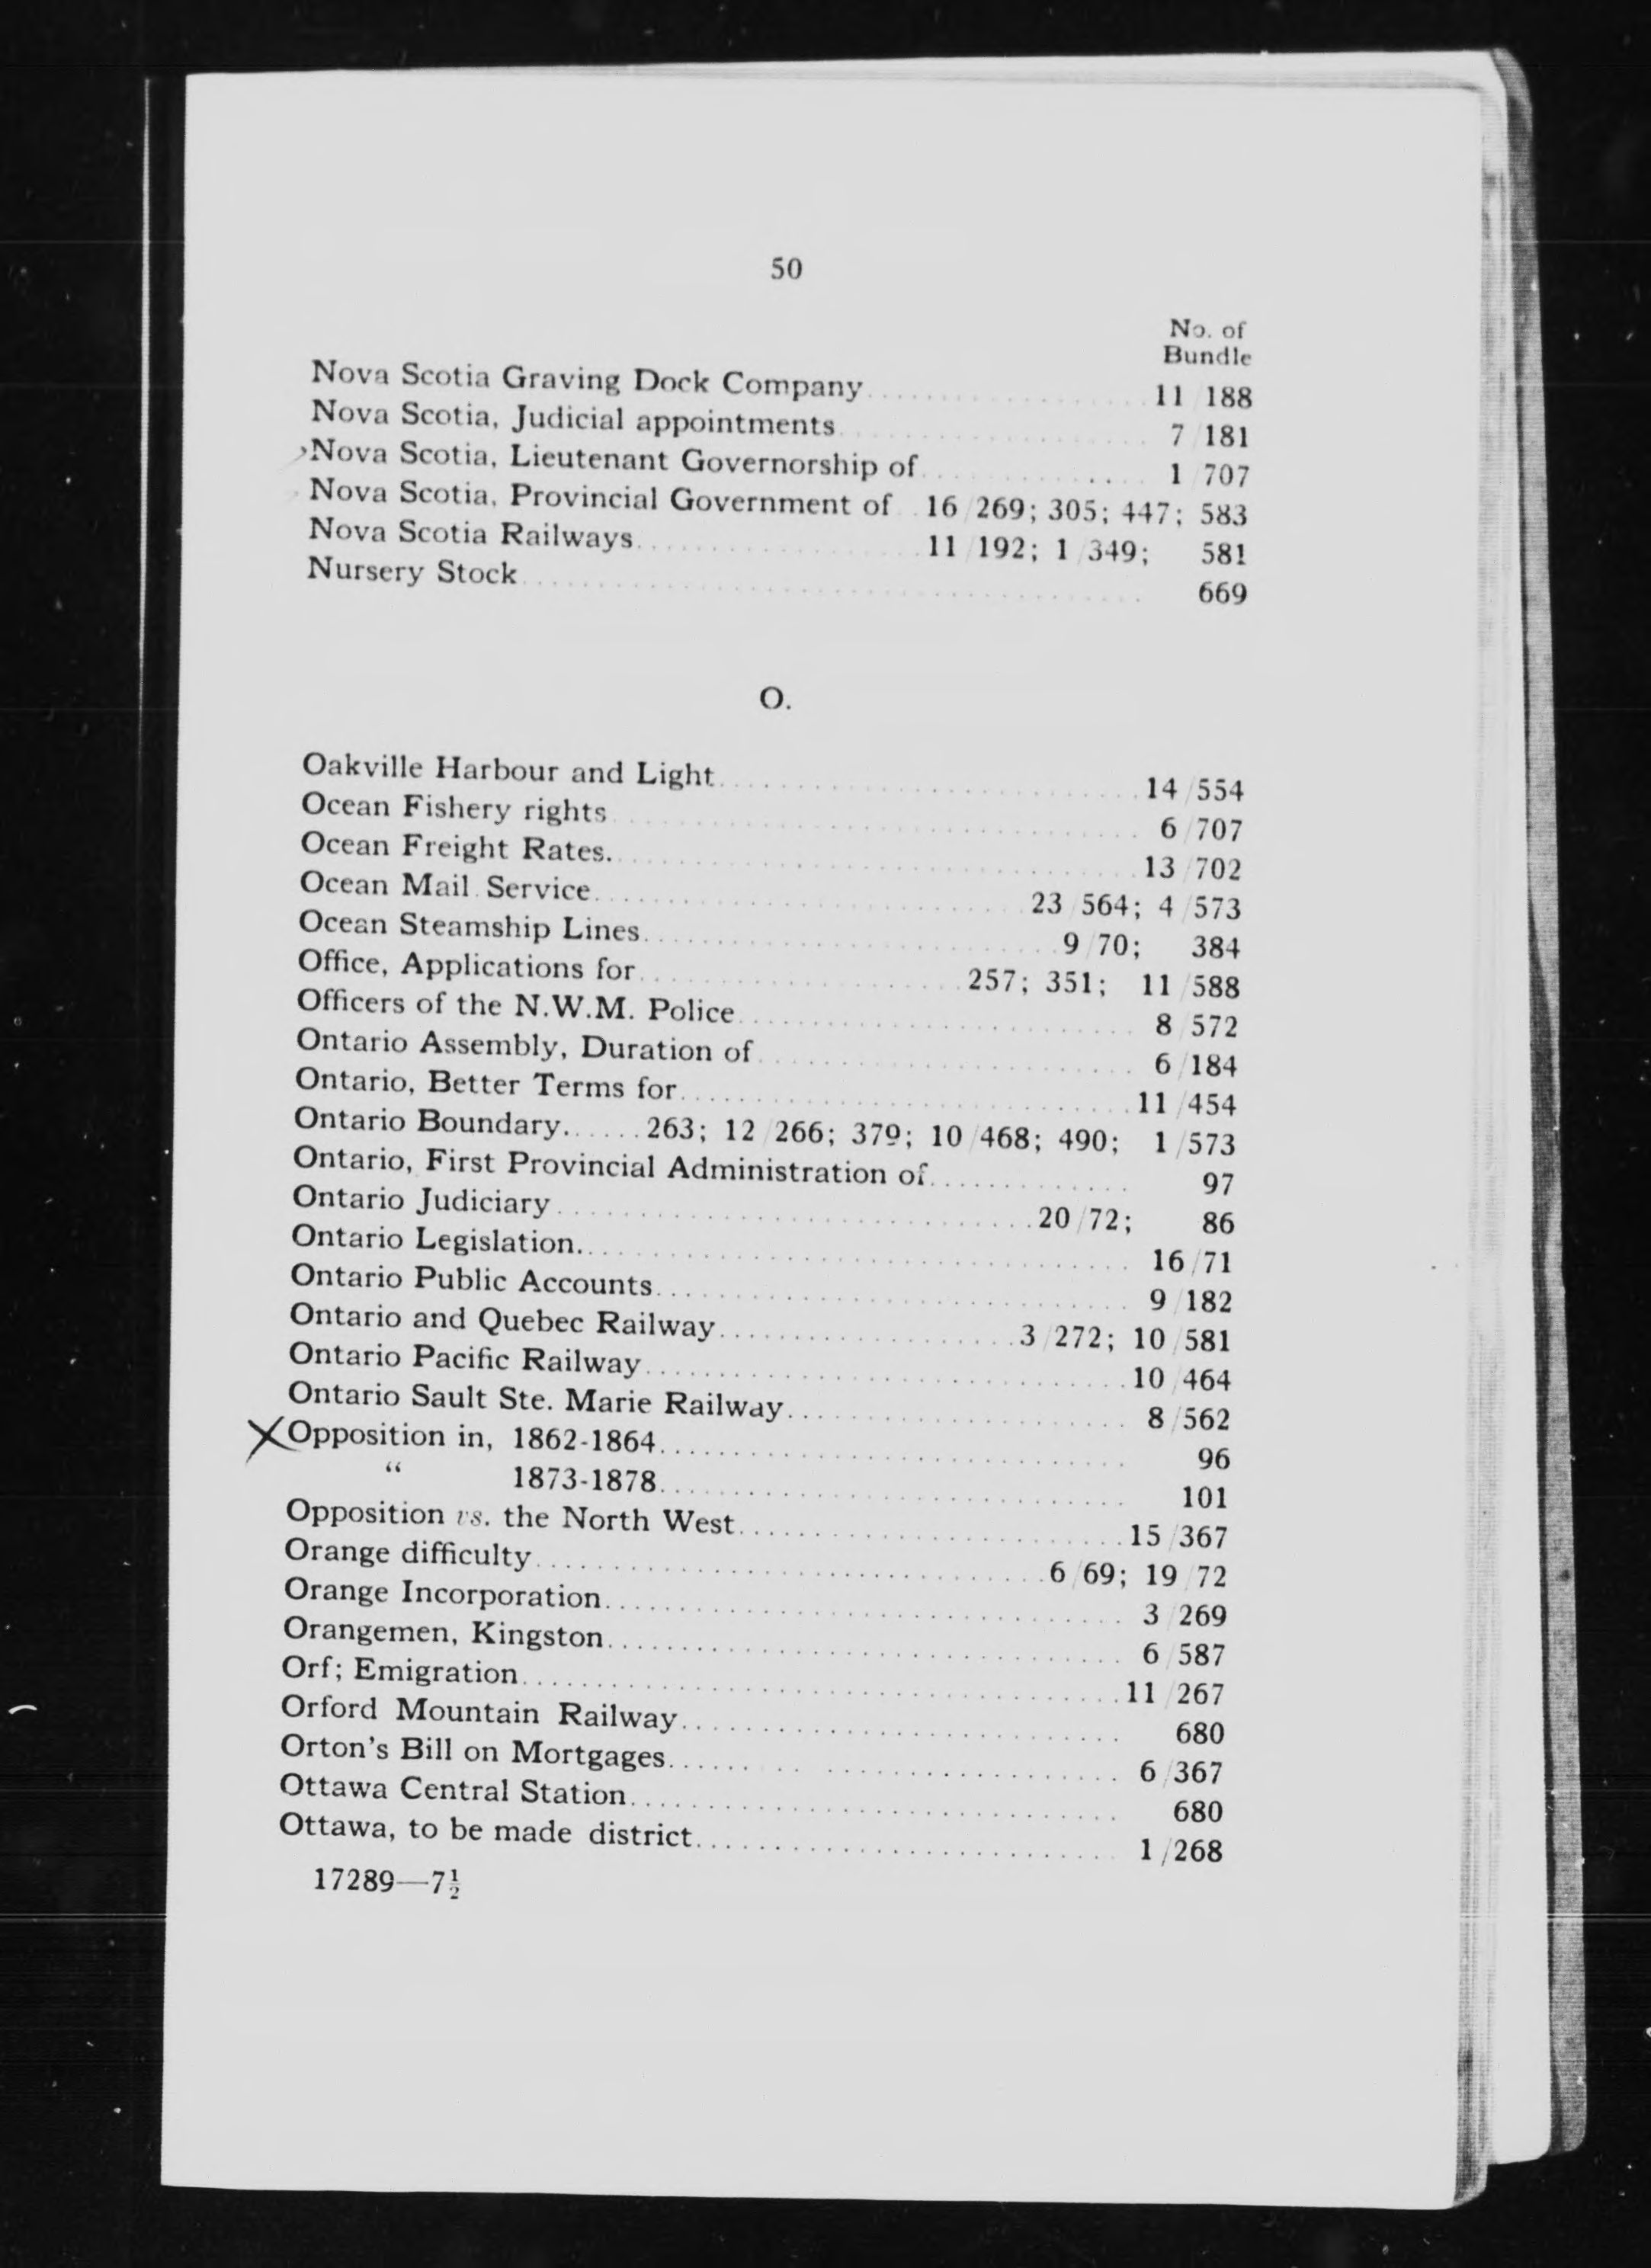 50
No. of
Bundle
Nova Scotia Graving Dock Company.................... 11/188
Nova Scotia, Judicial appointments...................... 7/181
Nova Scotia, Lieutenant Governorship of................ 1/707
Nova Scotia, Provincial Government of 16/269; 305; 447; 583
Nova Scotia Railways....................11/192; 1/349; 581
Nursery Stock.......................................... 669
O.
Oakville Harbour and Light.............................14/554
Ocean Fishery rights.................................... 6/707
Ocean Freight Rates....................................13/702
Ocean Mail Service.............................23/564; 4/573
Ocean Steamship Lines.............................9/70; 384
Office, Applications for......................257; 351; 11/588
Officers of the N.W.M. Police........................... 8/572
Ontario Assembly, Duration of.......................... 6/184
Ontario, Better Terms for...............................11/454
Ontario Boundary......263; 12/266; 379; 10/468; 490; 1/573
Ontario, First Provincial Administration of.............. 97
Ontario Judiciary.................................20/72; 86
Ontario Legislation...................................... 16/71
Ontario Public Accounts................................ 9/182
Ontario and Quebec Railway....................3/272; 10/581
Ontario Pacific Railway.................................10/464
Ontario Sault Ste. Marie Railway....................... 8/562
X Opposition in, 1862-1864................................ 96
“ 1873-1878................................ 101
Opposition vs. the North West..........................15/367
Orange difficulty...................................6/69; 19/72
Orange Incorporation................................... 3/269
Orangemen, Kingston................................... 6/587
Orf; Emigration.........................................11/267
Orford Mountain Railway.............................. 680
Orton’s Bill on Mortgages.............................. 6/367
Ottawa Central Station................................. 680
Ottawa, to be made district............................. 1/268
17289—7½